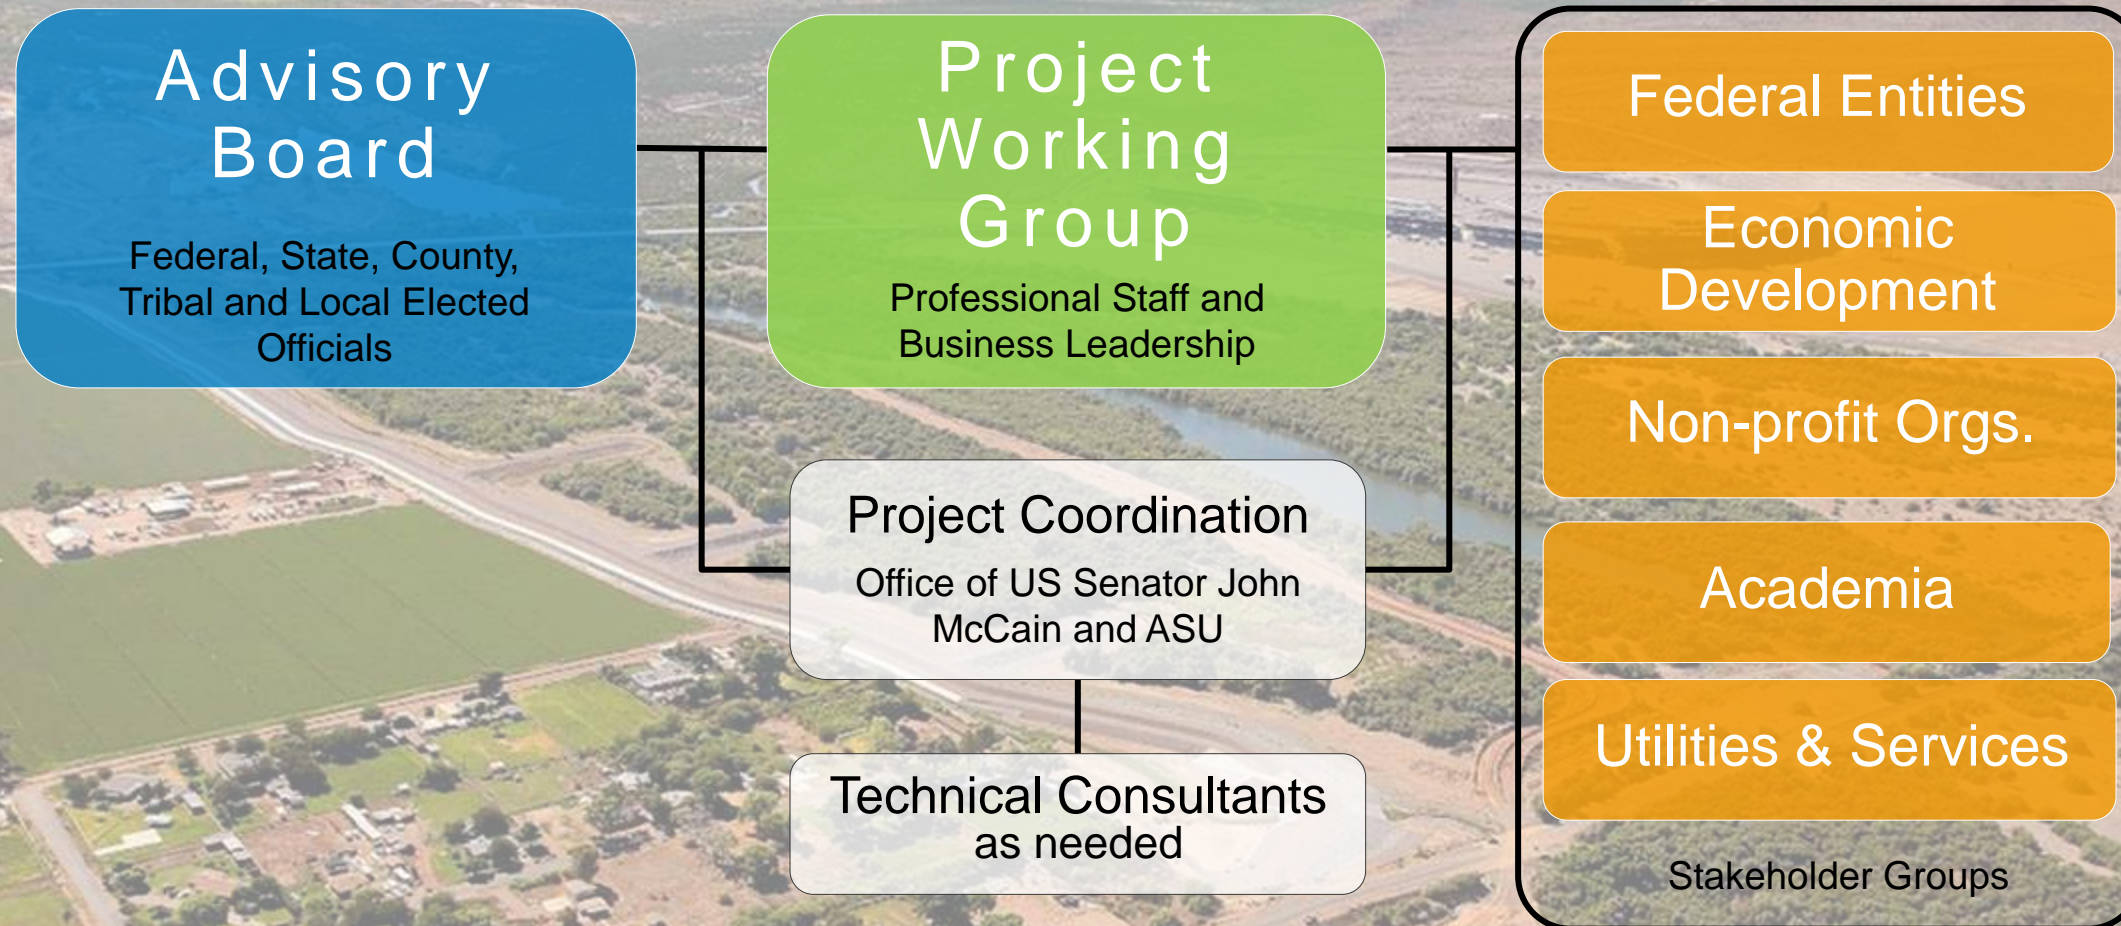 Advisory
Board
Federal, State, County,
Tribal and Local Elected
Officials
Project
Working
Group
Professional Staff and
Business Leadership
Project Coordination
Office of US Senator John
McCain and ASU
Technical Consultants
as needed
Federal Entities
Economic
Development
Non-profit Orgs.
Academia
Utilities & Services
Stakeholder Groups